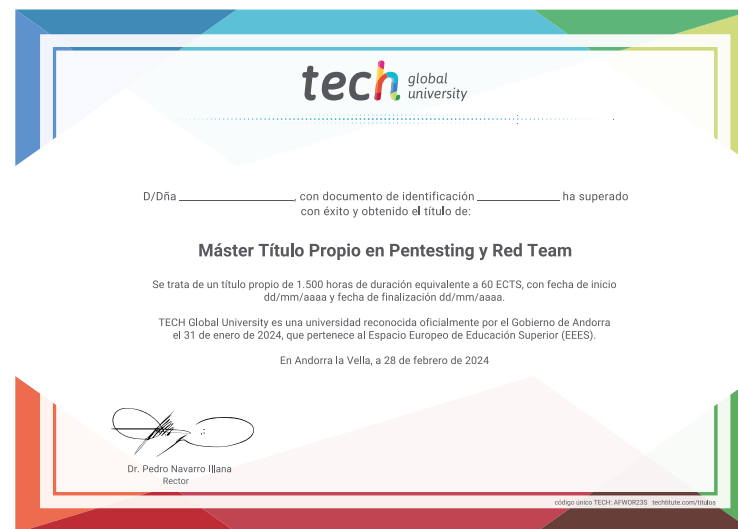 tech global
university
D/Dña ______________, con documento de identificación ______________ ha superado
con éxito y obtenido el título de:
Máster Título Propio en Pentesting y Red Team
Se trata de un título propio de 1.500 horas de duración equivalente a 60 ECTS, con fecha de inicio
dd/mm/aaaa y fecha de finalización dd/mm/aaaa.
TECH Global University es una universidad reconocida oficialmente por el Gobierno de Andorra
el 31 de enero de 2024, que pertenece al Espacio Europeo de Educación Superior (EEES).
En Andorra la Vella, a 28 de febrero de 2024
Dr. Pedro Navarro Illana
Rector
código único TECH: AFWOR23S techtitute.com/títulos